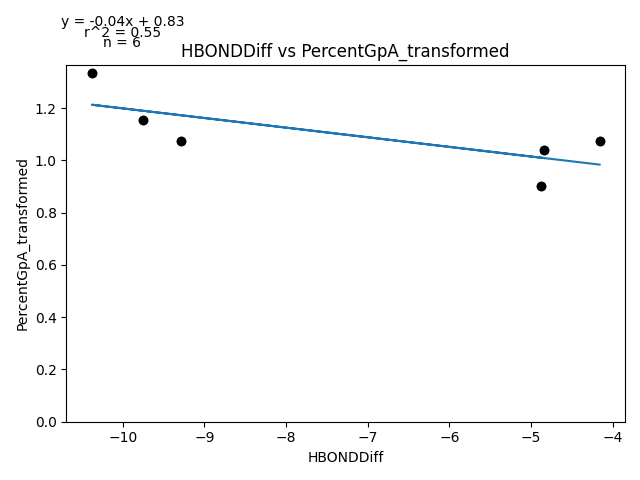 y = -0.04x + 0.83
r^2 = 0.55
n = 6
HBONDDiff vs PercentGpA_transformed
1.2
1.0
0.8
0.6
0.4
0.2
0.0
PercentGpA_transformed
−10
−9
−8
−7
−6
−5
−4
HBONDDiff